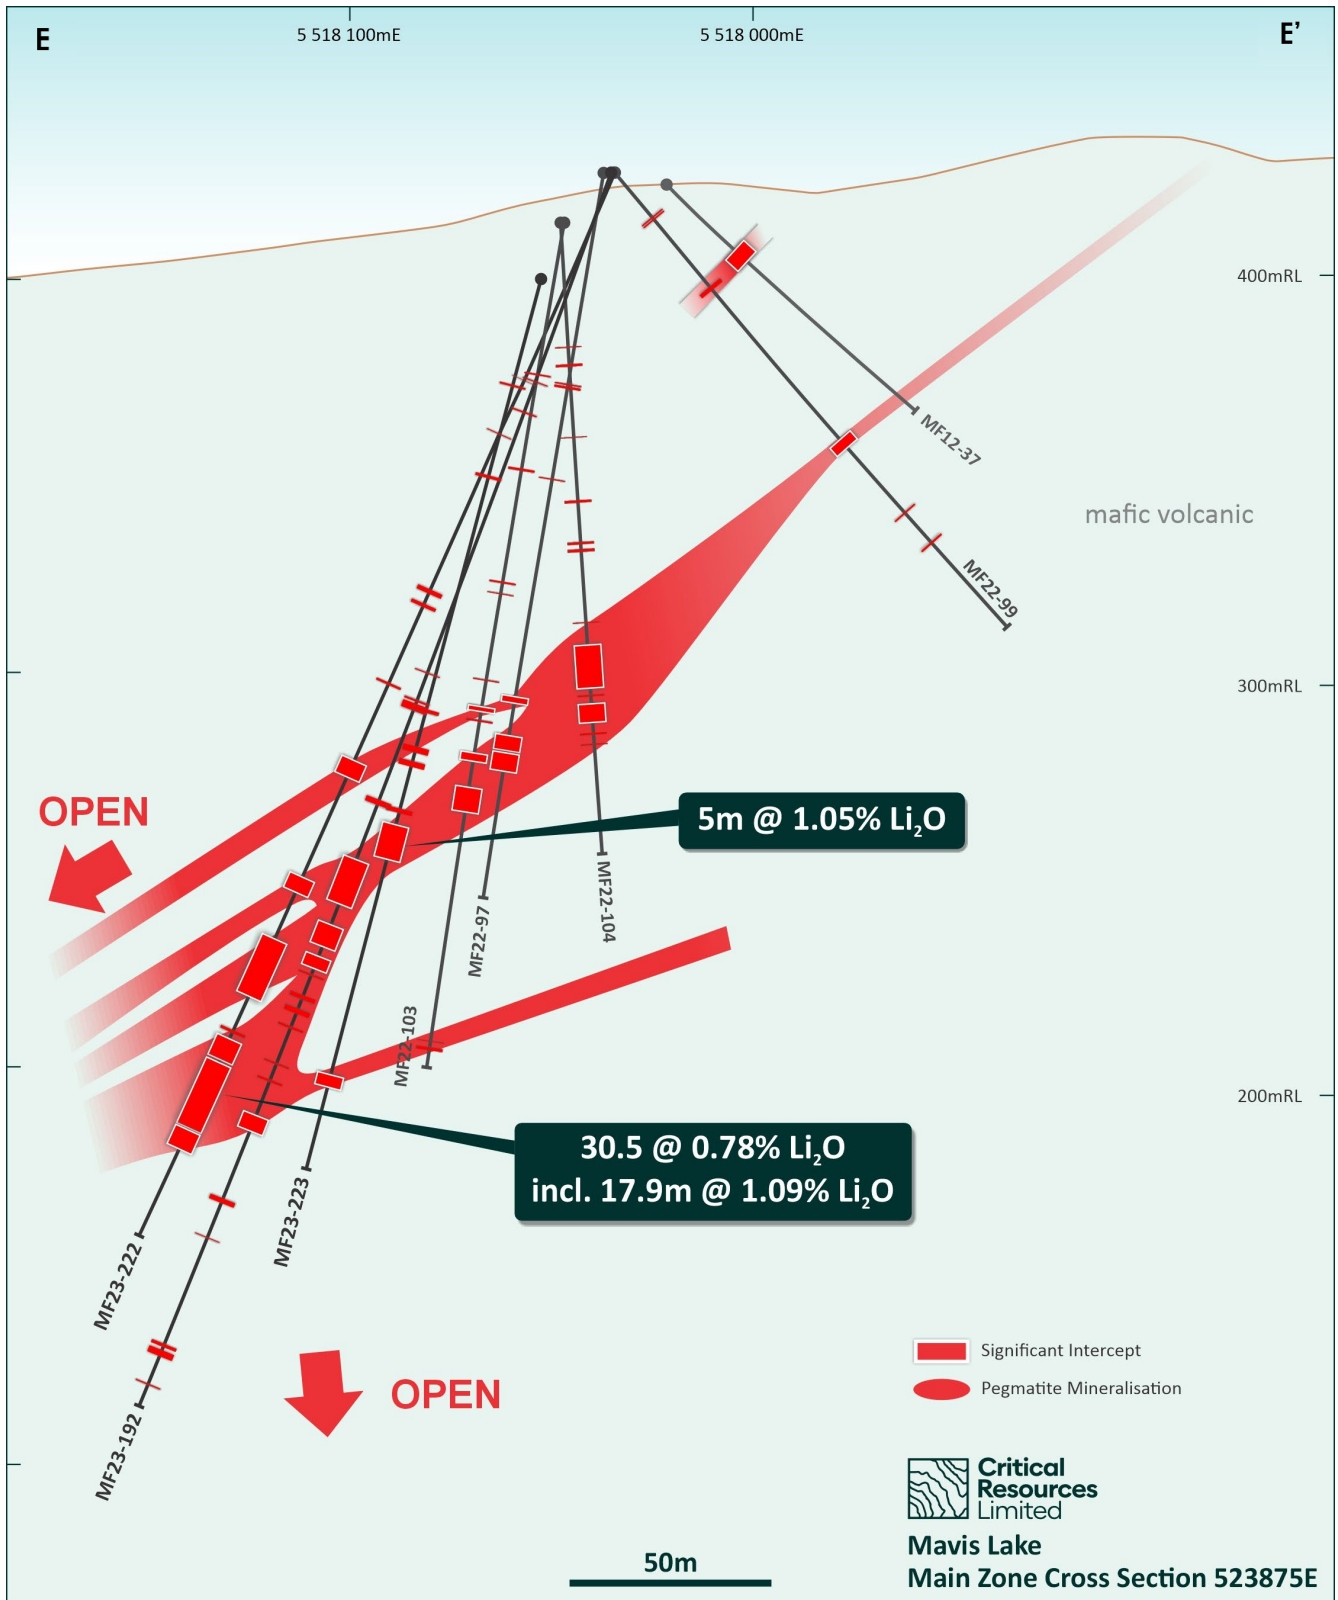 E
5 518 100mE
5 518 000mE
E’
400mRL
MF12-37
mafic volcanic
MF22-99
300mRL
OPEN
5m @ 1.05% Li₂O
MF22-104
MF22-97
MF22-103
200mRL
30.5 @ 0.78% Li₂O
incl. 17.9m @ 1.09% Li₂O
MF23-223
MF23-222
OPEN
MF23-192
Significant Intercept
Pegmatite Mineralisation
Critical
Resources
Limited
Mavis Lake
Main Zone Cross Section 523875E
50m